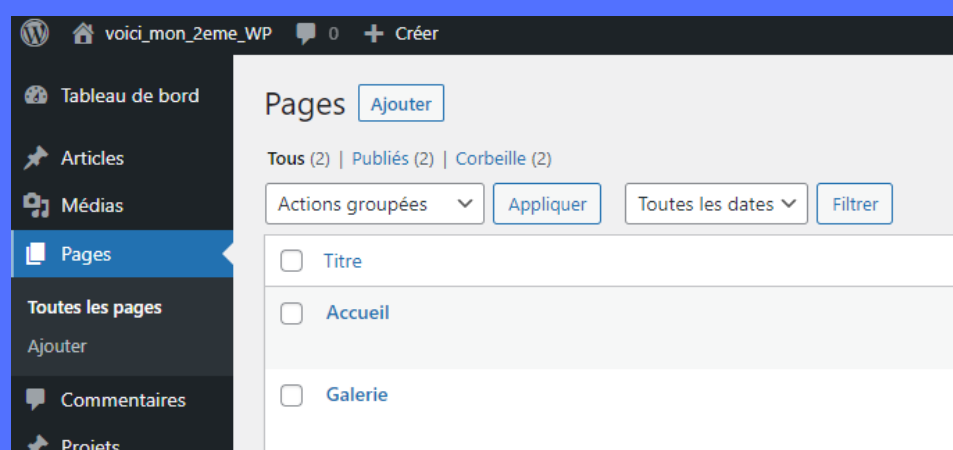 voici_mon_2eme_WP 0 + Créer
Tableau de bord
Articles
Médias
Pages
Toutes les pages
Ajouter
Commentaires
Projets
Pages Ajouter
Tous (2) | Publiés (2) | Corbeille (2)
Actions groupées Appliquer Toutes les dates Filtrer
Titre
Accueil
Galerie